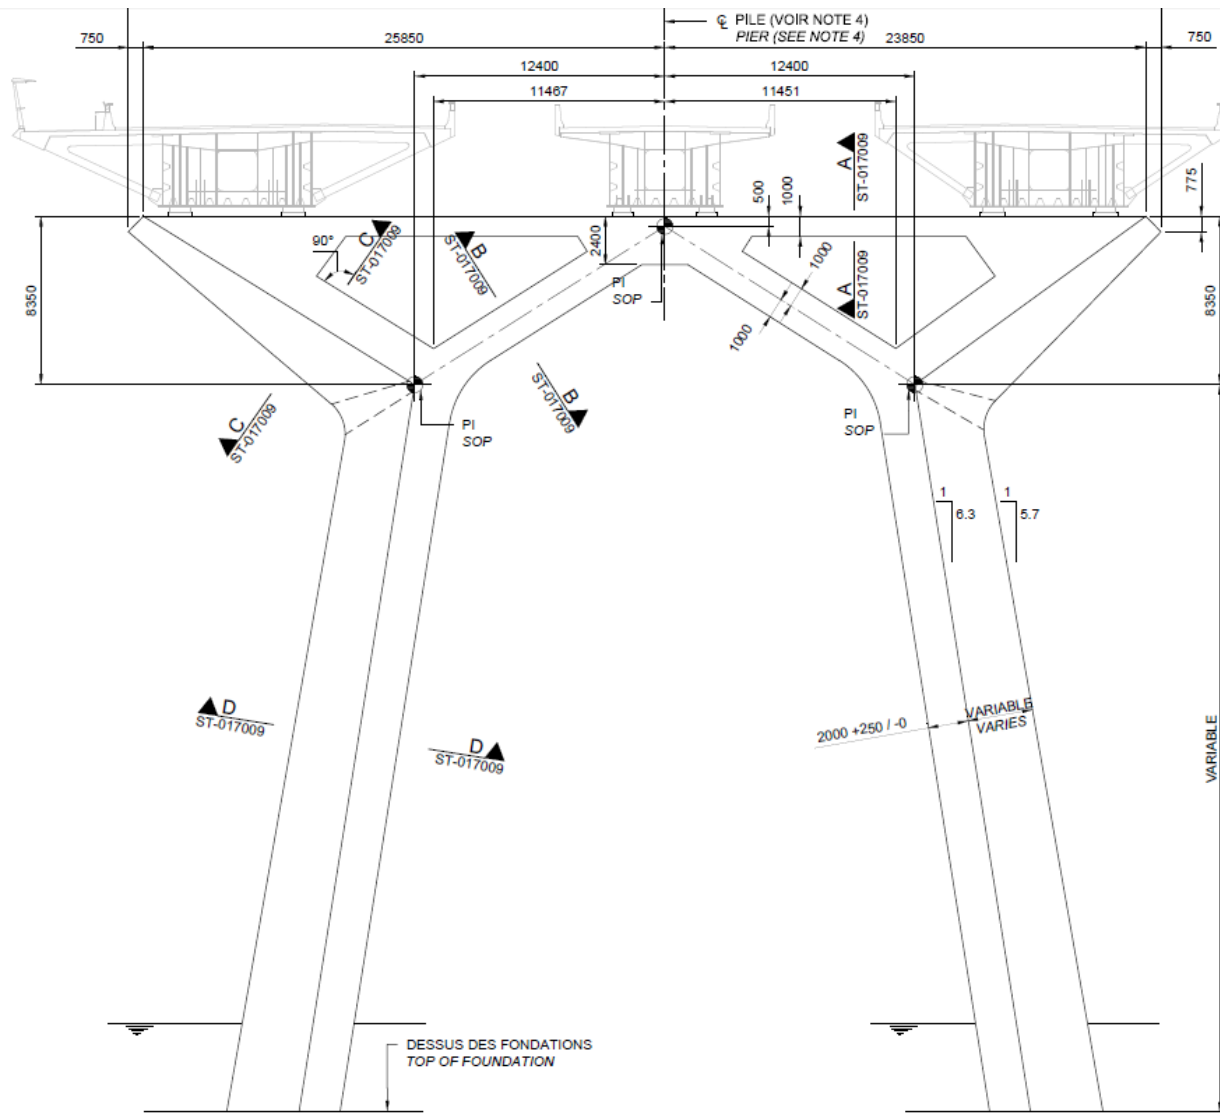 ℄ PILE (VOIR NOTE 4)
PIER (SEE NOTE 4)
750
25850
23850
750
12400
12400
11467
11451
A
ST-017009
500
1000
775
90°
C
ST-017009
B
ST-017009
2400
PI
SOP
1000
1000
A
ST-017009
8350
8350
C
ST-017009
B
ST-017009
PI
SOP
PI
SOP
1
6.3
1
5.7
D
ST-017009
D
ST-017009
2000 +250 / -0
VARIABLE
VARIES
VARIABLE
DESSUS DES FONDATIONS
TOP OF FOUNDATION